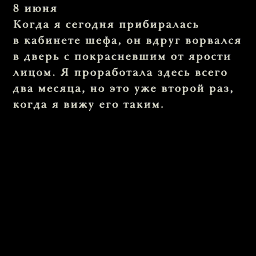 8 июня
Когда я сегодня прибиралась
в кабинете шефа, он вдруг ворвался
в дверь с покрасневшим от ярости
лицом. Я проработала здесь всего
два месяца, но это уже второй раз,
когда я вижу его таким.